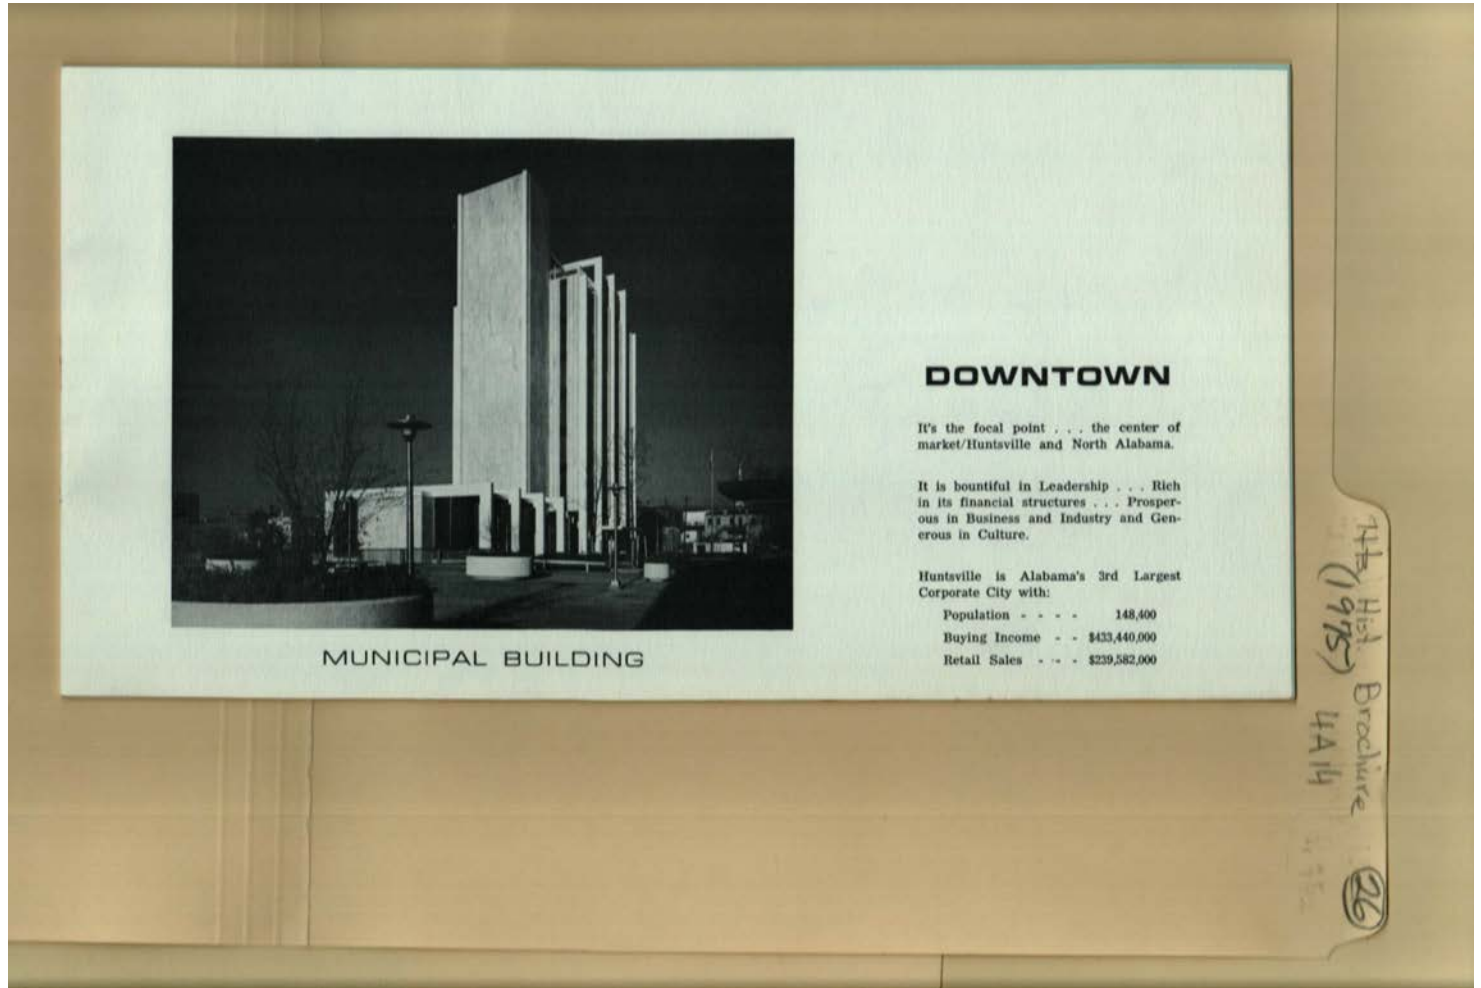 MUNICIPAL BUILDING
DOWNTOWN
It's the focal point . . . the center of
market/Huntsville and North Alabama.
It is bountiful in Leadership . . . Rich
in its financial structures . . . Prosper-
ous in Business and Industry and Gen-
erous in Culture.
Huntsville is Alabama's 3rd Largest
Corporate City with:
Population - - - - 148,400
Buying Income - - $433,440,000
Retail Sales - - - $239,582,000
Hist. Brochure 26
(1975) 4A14